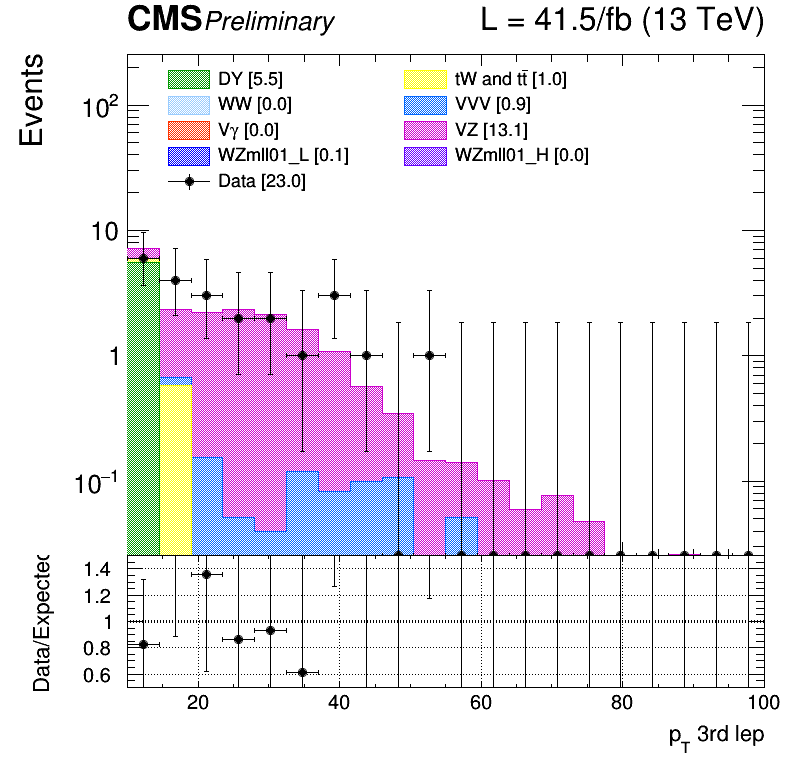 CMS Preliminary L = 41.5/fb (13 TeV)
Events
DY [5.5] tW and tt̄ [1.0]
WW [0.0] VVV [0.9]
Vγ [0.0] VZ [13.1]
WZmll01_L [0.1] WZmll01_H [0.0]
Data [23.0]
10²
10
1
10⁻¹
Data/Expected
1.4
1.2
1
0.8
0.6
20 40 60 80 100
p_T 3rd lep